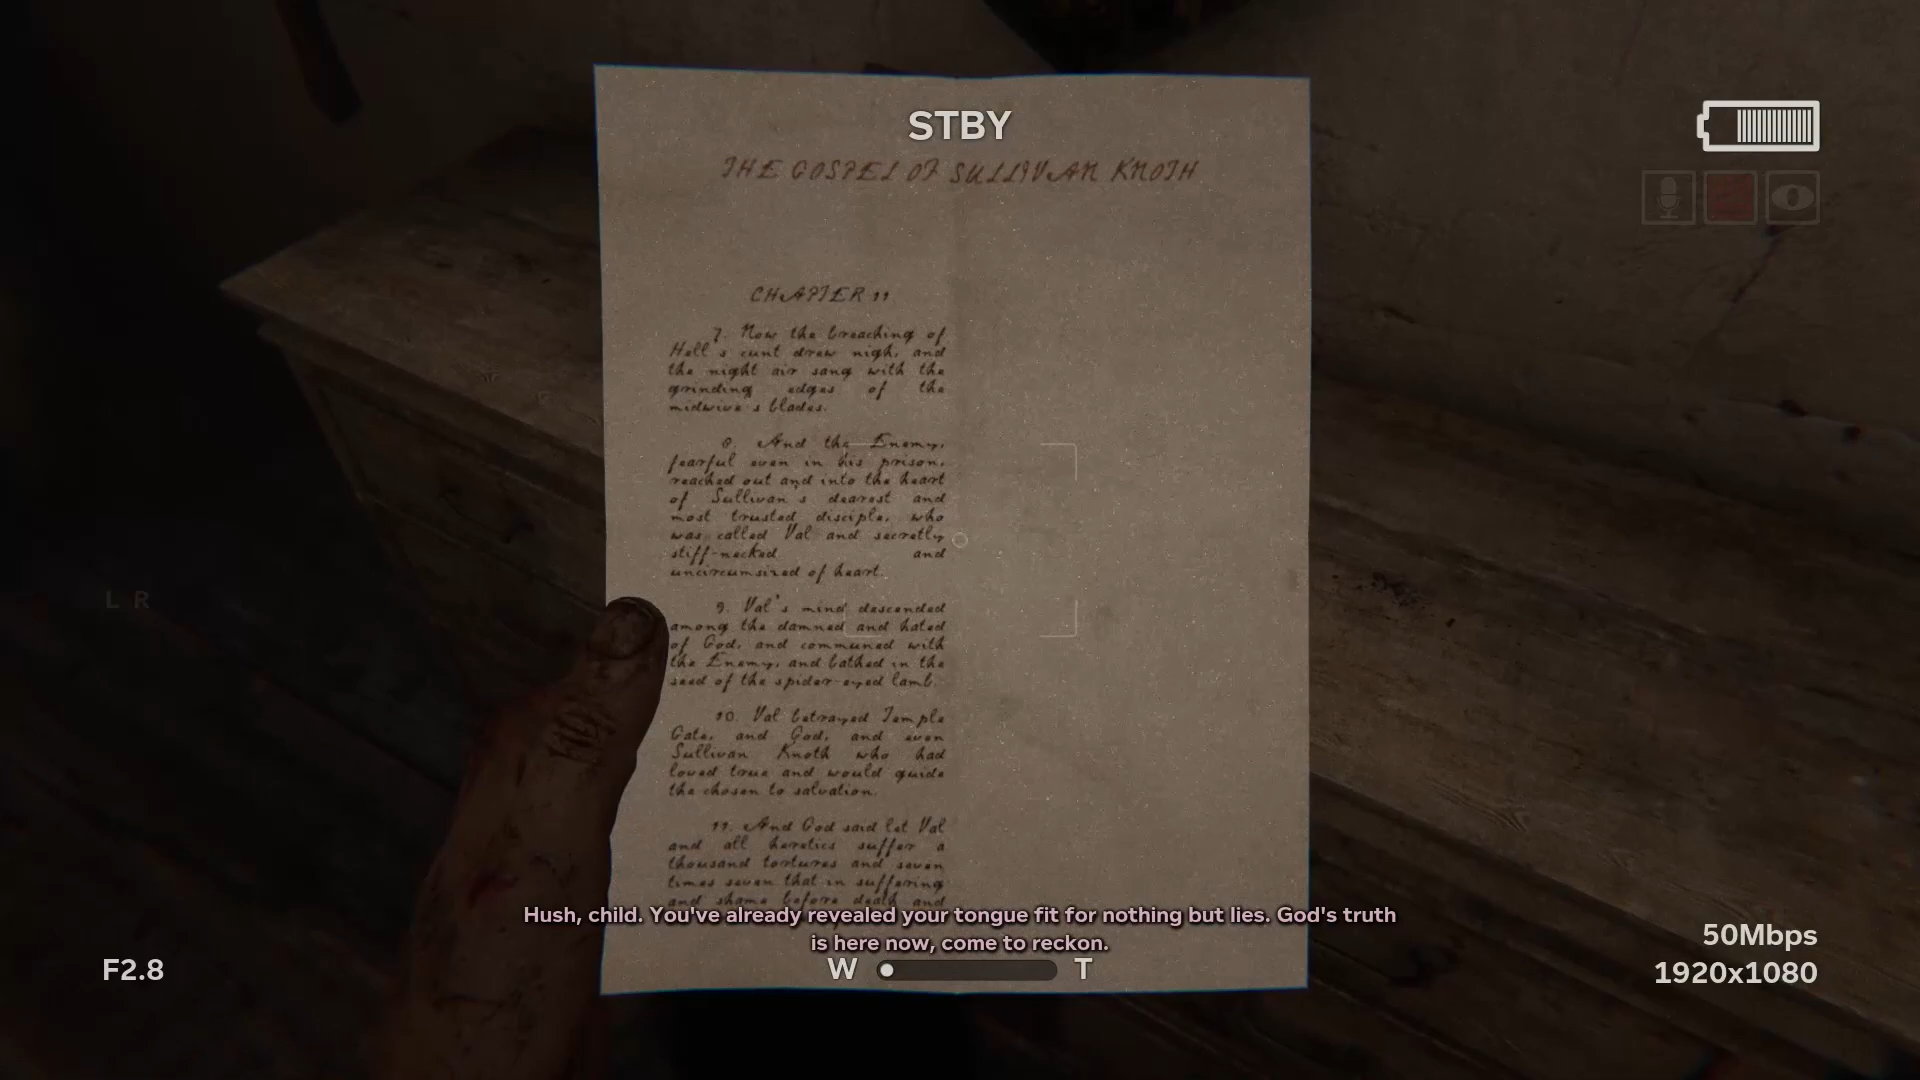 STBY
THE GOSPEL OF SULLIVAN KNOTH
CHAPTER 11
7. Now the breaching of
Hell's cunt drew nigh, and
the night air sang with the
grinding edges of the
midwive's blades.
8. And the Enemy,
fearful even in his prison,
reached out and into the heart
of Sullivan's dearest and
most trusted disciple, who
was called Val and secretly
stiff-necked and
uncircumsized of heart.
9. Val's mind descended
among the damned and hated
of God, and communed with
the Enemy, and bathed in the
seed of the spider-eyed lamb.
10. Val betrayed Temple
Gate, and God, and even
Sullivan Knoth who had
loved true and would guide
the chosen to salvation.
11. And God said let Val
and all heretics suffer a
thousand tortures and seven
times seven that in suffering
and shame before death and
Hush, child. You've already revealed your tongue fit for nothing but lies. God's truth
is here now, come to reckon.
L R
F2.8
W T
50Mbps
1920x1080